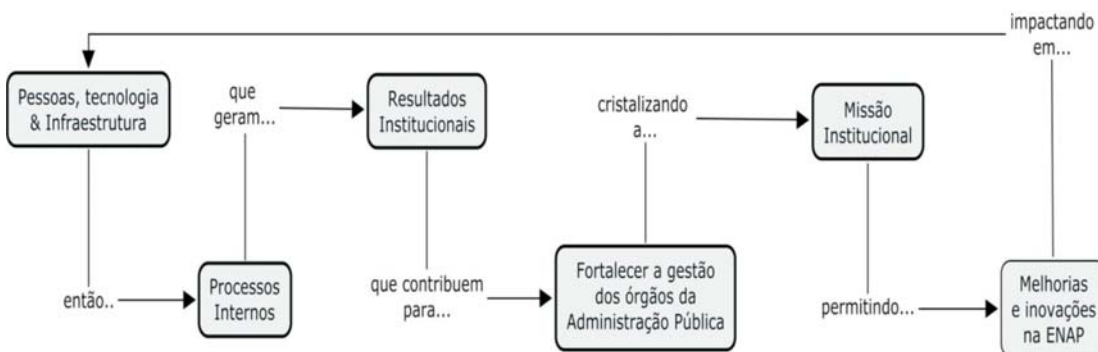 impactando
em...
Pessoas, tecnologia
& Infraestrutura
que
geram...
Resultados
Institucionais
cristalizando
a...
Missão
Institucional
então..
Processos
Internos
que contribuem
para...
Fortalecer a gestão
dos órgãos da
Administração Pública
permitindo...
Melhorias
e inovações
na ENAP